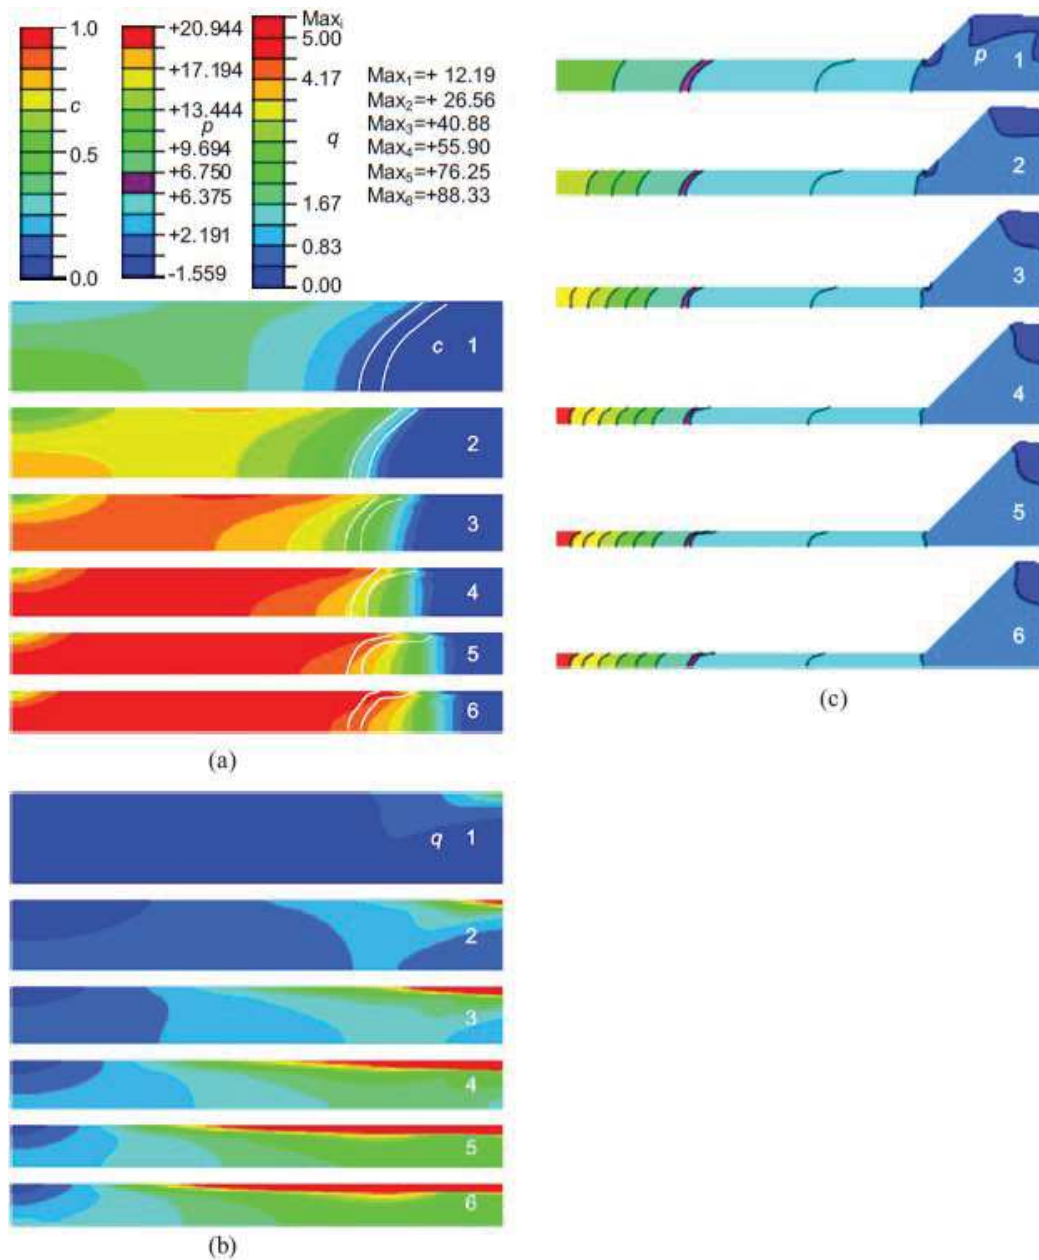 1.0
c
0.5
0.0
+20.944
+17.194
+13.444
p
+9.694
+6.750
+6.375
+2.191
-1.559
Maxᵢ
5.00
4.17
q
1.67
0.83
0.00
Max₁=+ 12.19
Max₂=+ 26.56
Max₃=+40.88
Max₄=+55.90
Max₅=+76.25
Max₆=+88.33
c 1
2
3
4
5
6
(a)
q 1
2
3
4
5
6
(b)
p 1
2
3
4
5
6
(c)